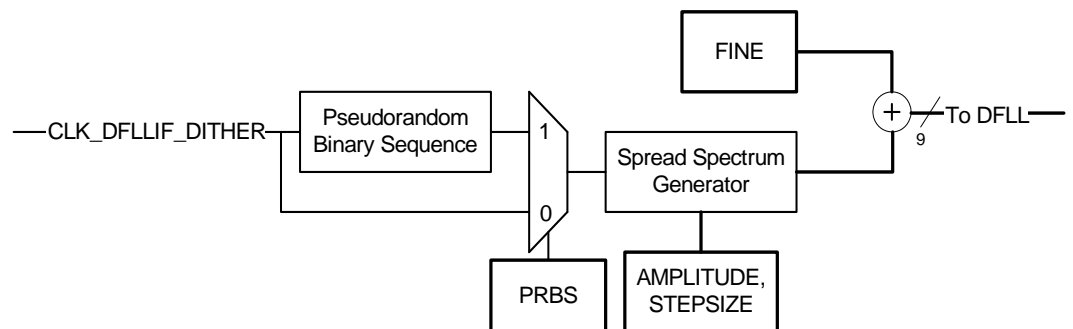 FINE
CLK_DFLLIF_DITHER
Pseudorandom
Binary Sequence
1
0
Spread Spectrum
Generator
+
9
To DFLL
PRBS
AMPLITUDE,
STEPSIZE